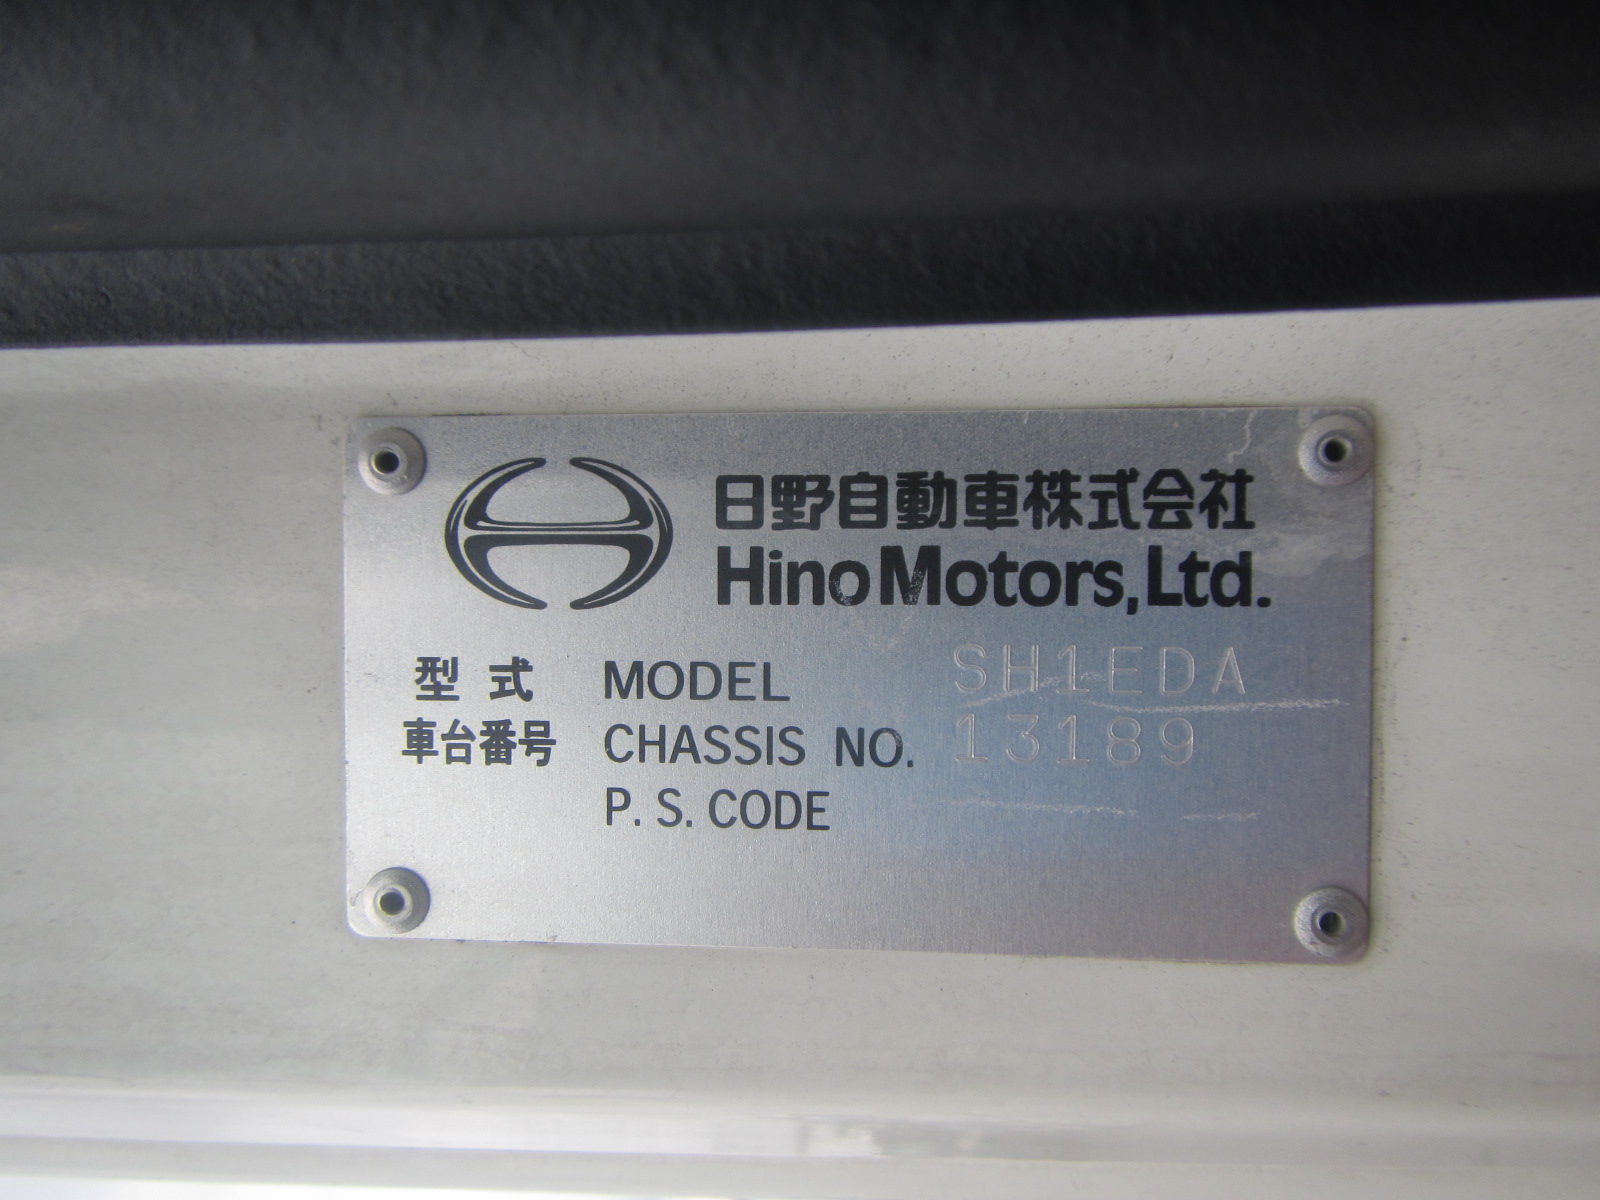 日野自動車株式会社
Hino Motors, Ltd.
型式 MODEL SH1EDA
車台番号 CHASSIS NO. 13189
P. S. CODE